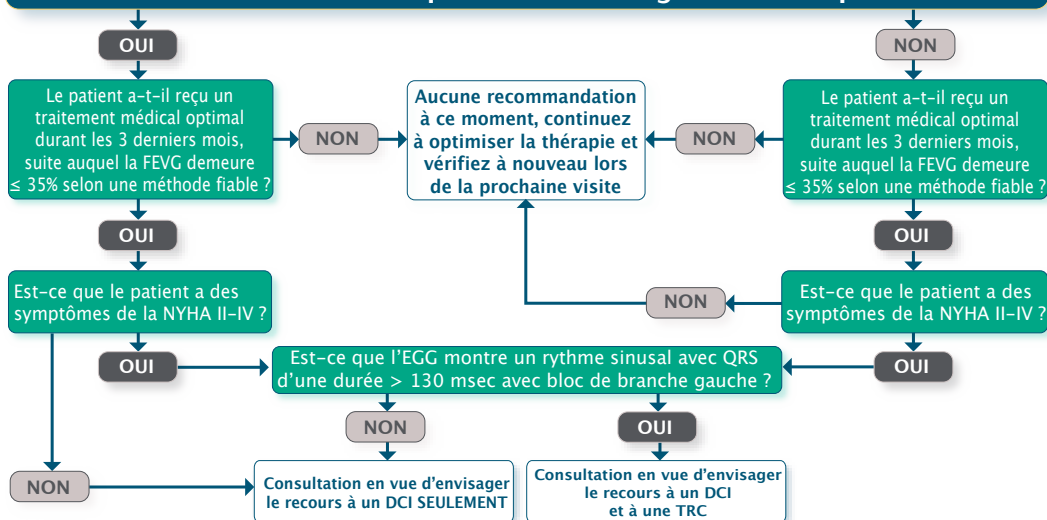 OUI
NON
Le patient a-t-il reçu un
traitement médical optimal
durant les 3 derniers mois,
suite auquel la FEVG demeure
≤ 35% selon une méthode fiable ?
NON
Aucune recommandation
à ce moment, continuez
à optimiser la thérapie et
vérifiez à nouveau lors
de la prochaine visite
NON
Le patient a-t-il reçu un
traitement médical optimal
durant les 3 derniers mois,
suite auquel la FEVG demeure
≤ 35% selon une méthode fiable ?
OUI
OUI
Est-ce que le patient a des
symptômes de la NYHA II-IV ?
NON
Est-ce que le patient a des
symptômes de la NYHA II-IV ?
OUI
Est-ce que l'EGG montre un rythme sinusal avec QRS
d'une durée > 130 msec avec bloc de branche gauche ?
OUI
NON
OUI
NON
Consultation en vue d'envisager
le recours à un DCI SEULEMENT
Consultation en vue d'envisager
le recours à un DCI
et à une TRC